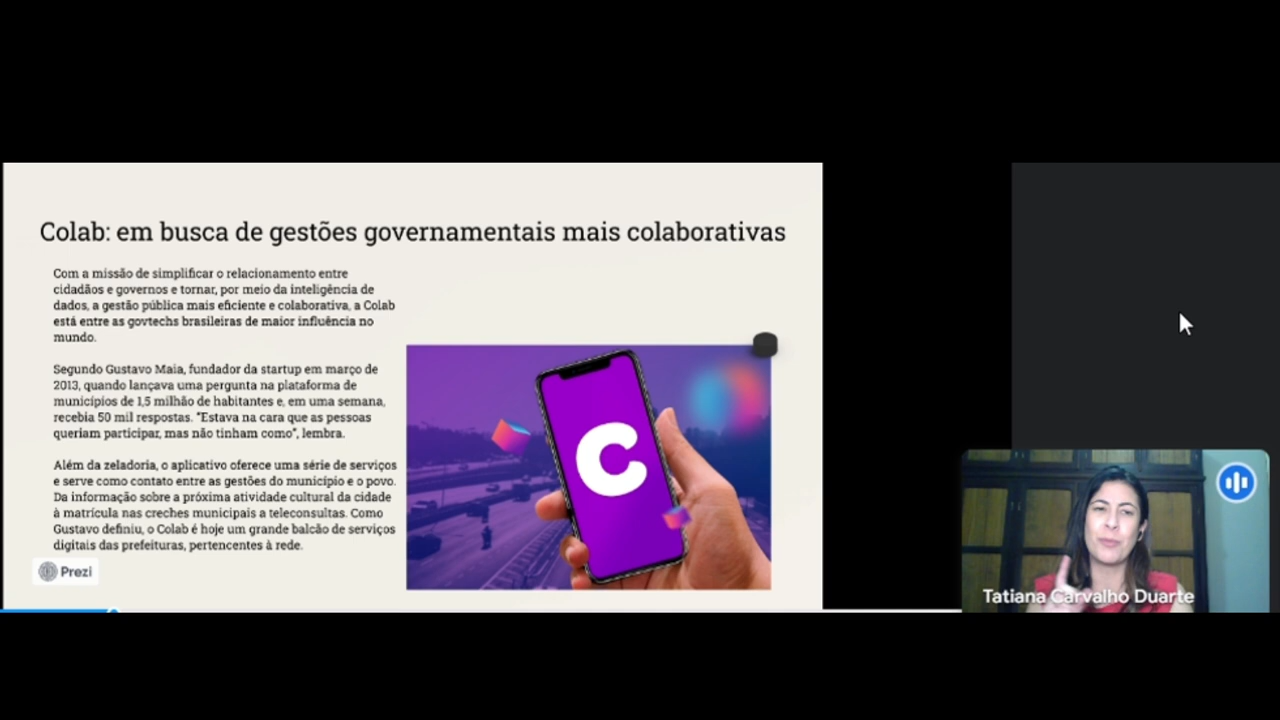 Colab: em busca de gestões governamentais mais colaborativas
Com a missão de simplificar o relacionamento entre
cidadãos e governos e tornar, por meio da inteligência de
dados, a gestão pública mais eficiente e colaborativa, a Colab
está entre as govtechs brasileiras de maior influência no
mundo.
Segundo Gustavo Maia, fundador da startup em março de
2013, quando lançava uma pergunta na plataforma de
municípios de 1,5 milhão de habitantes e, em uma semana,
recebia 50 mil respostas. “Estava na cara que as pessoas
queriam participar, mas não tinham como”, lembra.
Além da zeladoria, o aplicativo oferece uma série de serviços
e serve como contato entre as gestões do município e o povo.
Da informação sobre a próxima atividade cultural da cidade
à matrícula nas creches municipais a teleconsultas. Como
Gustavo definiu, o Colab é hoje um grande balcão de serviços
digitais das prefeituras, pertencentes à rede.
C
Prezi
Tatiana Carvalho Duarte